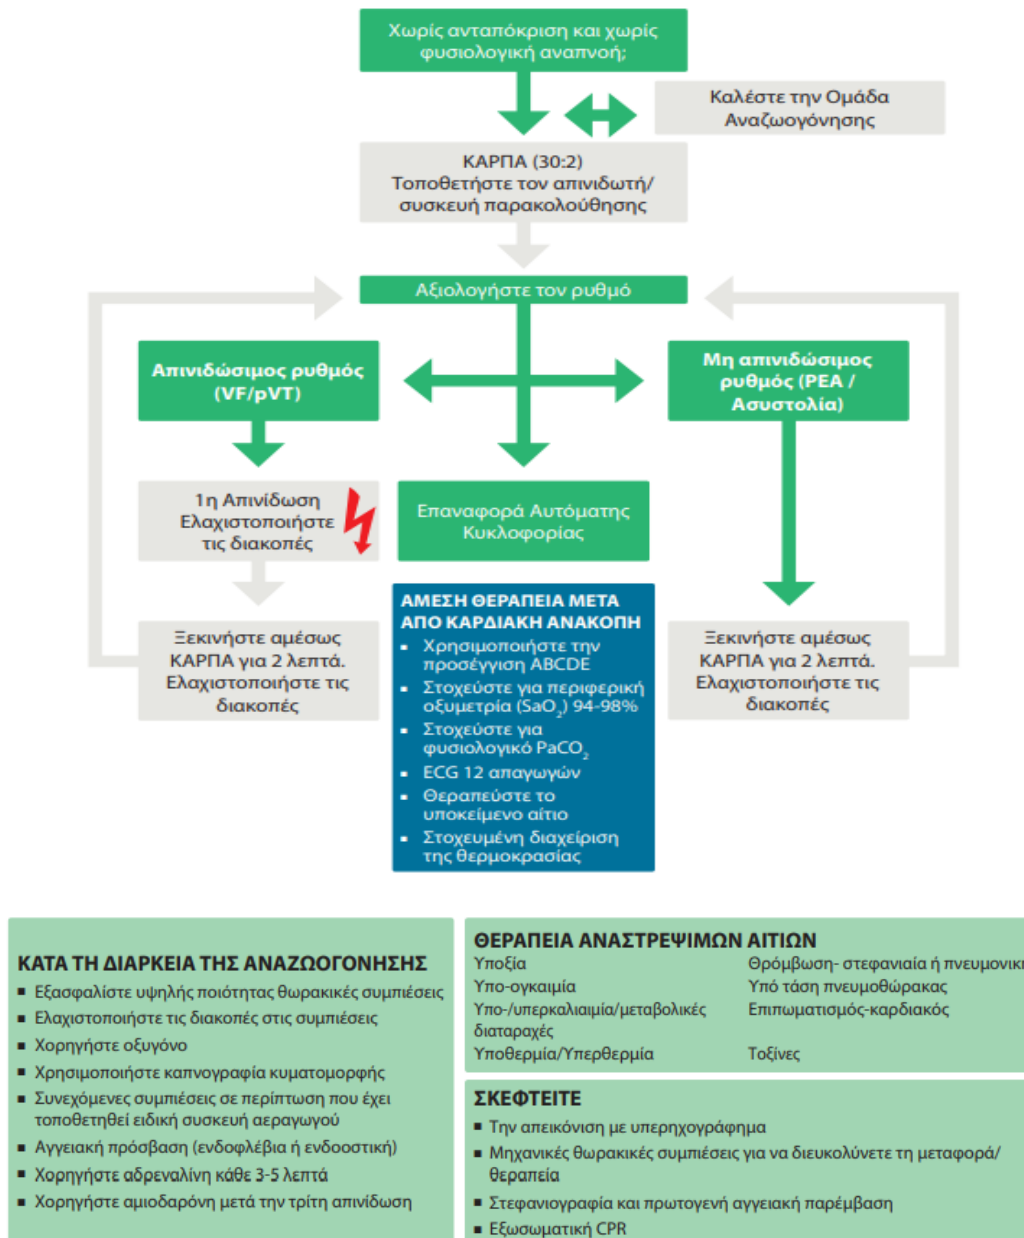 Χωρίς ανταπόκριση και χωρίς
φυσιολογική αναπνοή;
Καλέστε την Ομάδα
Αναζωογόνησης
ΚΑΡΠΑ (30:2)
Τοποθετήστε τον απινιδωτή/
συσκευή παρακολούθησης
Αξιολογήστε τον ρυθμό
Απινιδώσιμος ρυθμός
(VF/pVT)
Μη απινιδώσιμος
ρυθμός (PEA /
Ασυστολία)
1η Απινίδωση
Ελαχιστοποιήστε
τις διακοπές
Επαναφορά Αυτόματης
Κυκλοφορίας
Ξεκινήστε αμέσως
ΚΑΡΠΑ για 2 λεπτά.
Ελαχιστοποιήστε τις
διακοπές
ΑΜΕΣΗ ΘΕΡΑΠΕΙΑ ΜΕΤΑ
ΑΠΟ ΚΑΡΔΙΑΚΗ ΑΝΑΚΟΠΗ
▪ Χρησιμοποιήστε την
προσέγγιση ABCDE
▪ Στοχεύστε για περιφερική
οξυμετρία (SaO₂) 94-98%
▪ Στοχεύστε για
φυσιολογικό PaCO₂
▪ ECG 12 απαγωγών
▪ Θεραπεύστε το
υποκείμενο αίτιο
▪ Στοχευμένη διαχείριση
της θερμοκρασίας
Ξεκινήστε αμέσως
ΚΑΡΠΑ για 2 λεπτά.
Ελαχιστοποιήστε τις
διακοπές
ΚΑΤΑ ΤΗ ΔΙΑΡΚΕΙΑ ΤΗΣ ΑΝΑΖΩΟΓΟΝΗΣΗΣ
▪ Εξασφαλίστε υψηλής ποιότητας θωρακικές συμπιέσεις
▪ Ελαχιστοποιήστε τις διακοπές στις συμπιέσεις
▪ Χορηγήστε οξυγόνο
▪ Χρησιμοποιήστε καπνογραφία κυματομορφής
▪ Συνεχόμενες συμπιέσεις σε περίπτωση που έχει
τοποθετηθεί ειδική συσκευή αεραγωγού
▪ Αγγειακή πρόσβαση (ενδοφλέβια ή ενδοοστική)
▪ Χορηγήστε αδρεναλίνη κάθε 3-5 λεπτά
▪ Χορηγήστε αμιοδαρόνη μετά την τρίτη απινίδωση
ΘΕΡΑΠΕΙΑ ΑΝΑΣΤΡΕΨΙΜΩΝ ΑΙΤΙΩΝ
Υποξία
Υπο-ογκαιμία
Υπο-/υπερκαλιαιμία/μεταβολικές
διαταραχές
Υποθερμία/Υπερθερμία
Θρόμβωση- στεφανιαία ή πνευμονική
Υπό τάση πνευμοθώρακας
Επιπωματισμός-καρδιακός
Τοξίνες
ΣΚΕΦΤΕΙΤΕ
▪ Την απεικόνιση με υπερηχογράφημα
▪ Μηχανικές θωρακικές συμπιέσεις για να διευκολύνετε τη μεταφορά/
θεραπεία
▪ Στεφανιογραφία και πρωτογενή αγγειακή παρέμβαση
▪ Εξωσωματική CPR